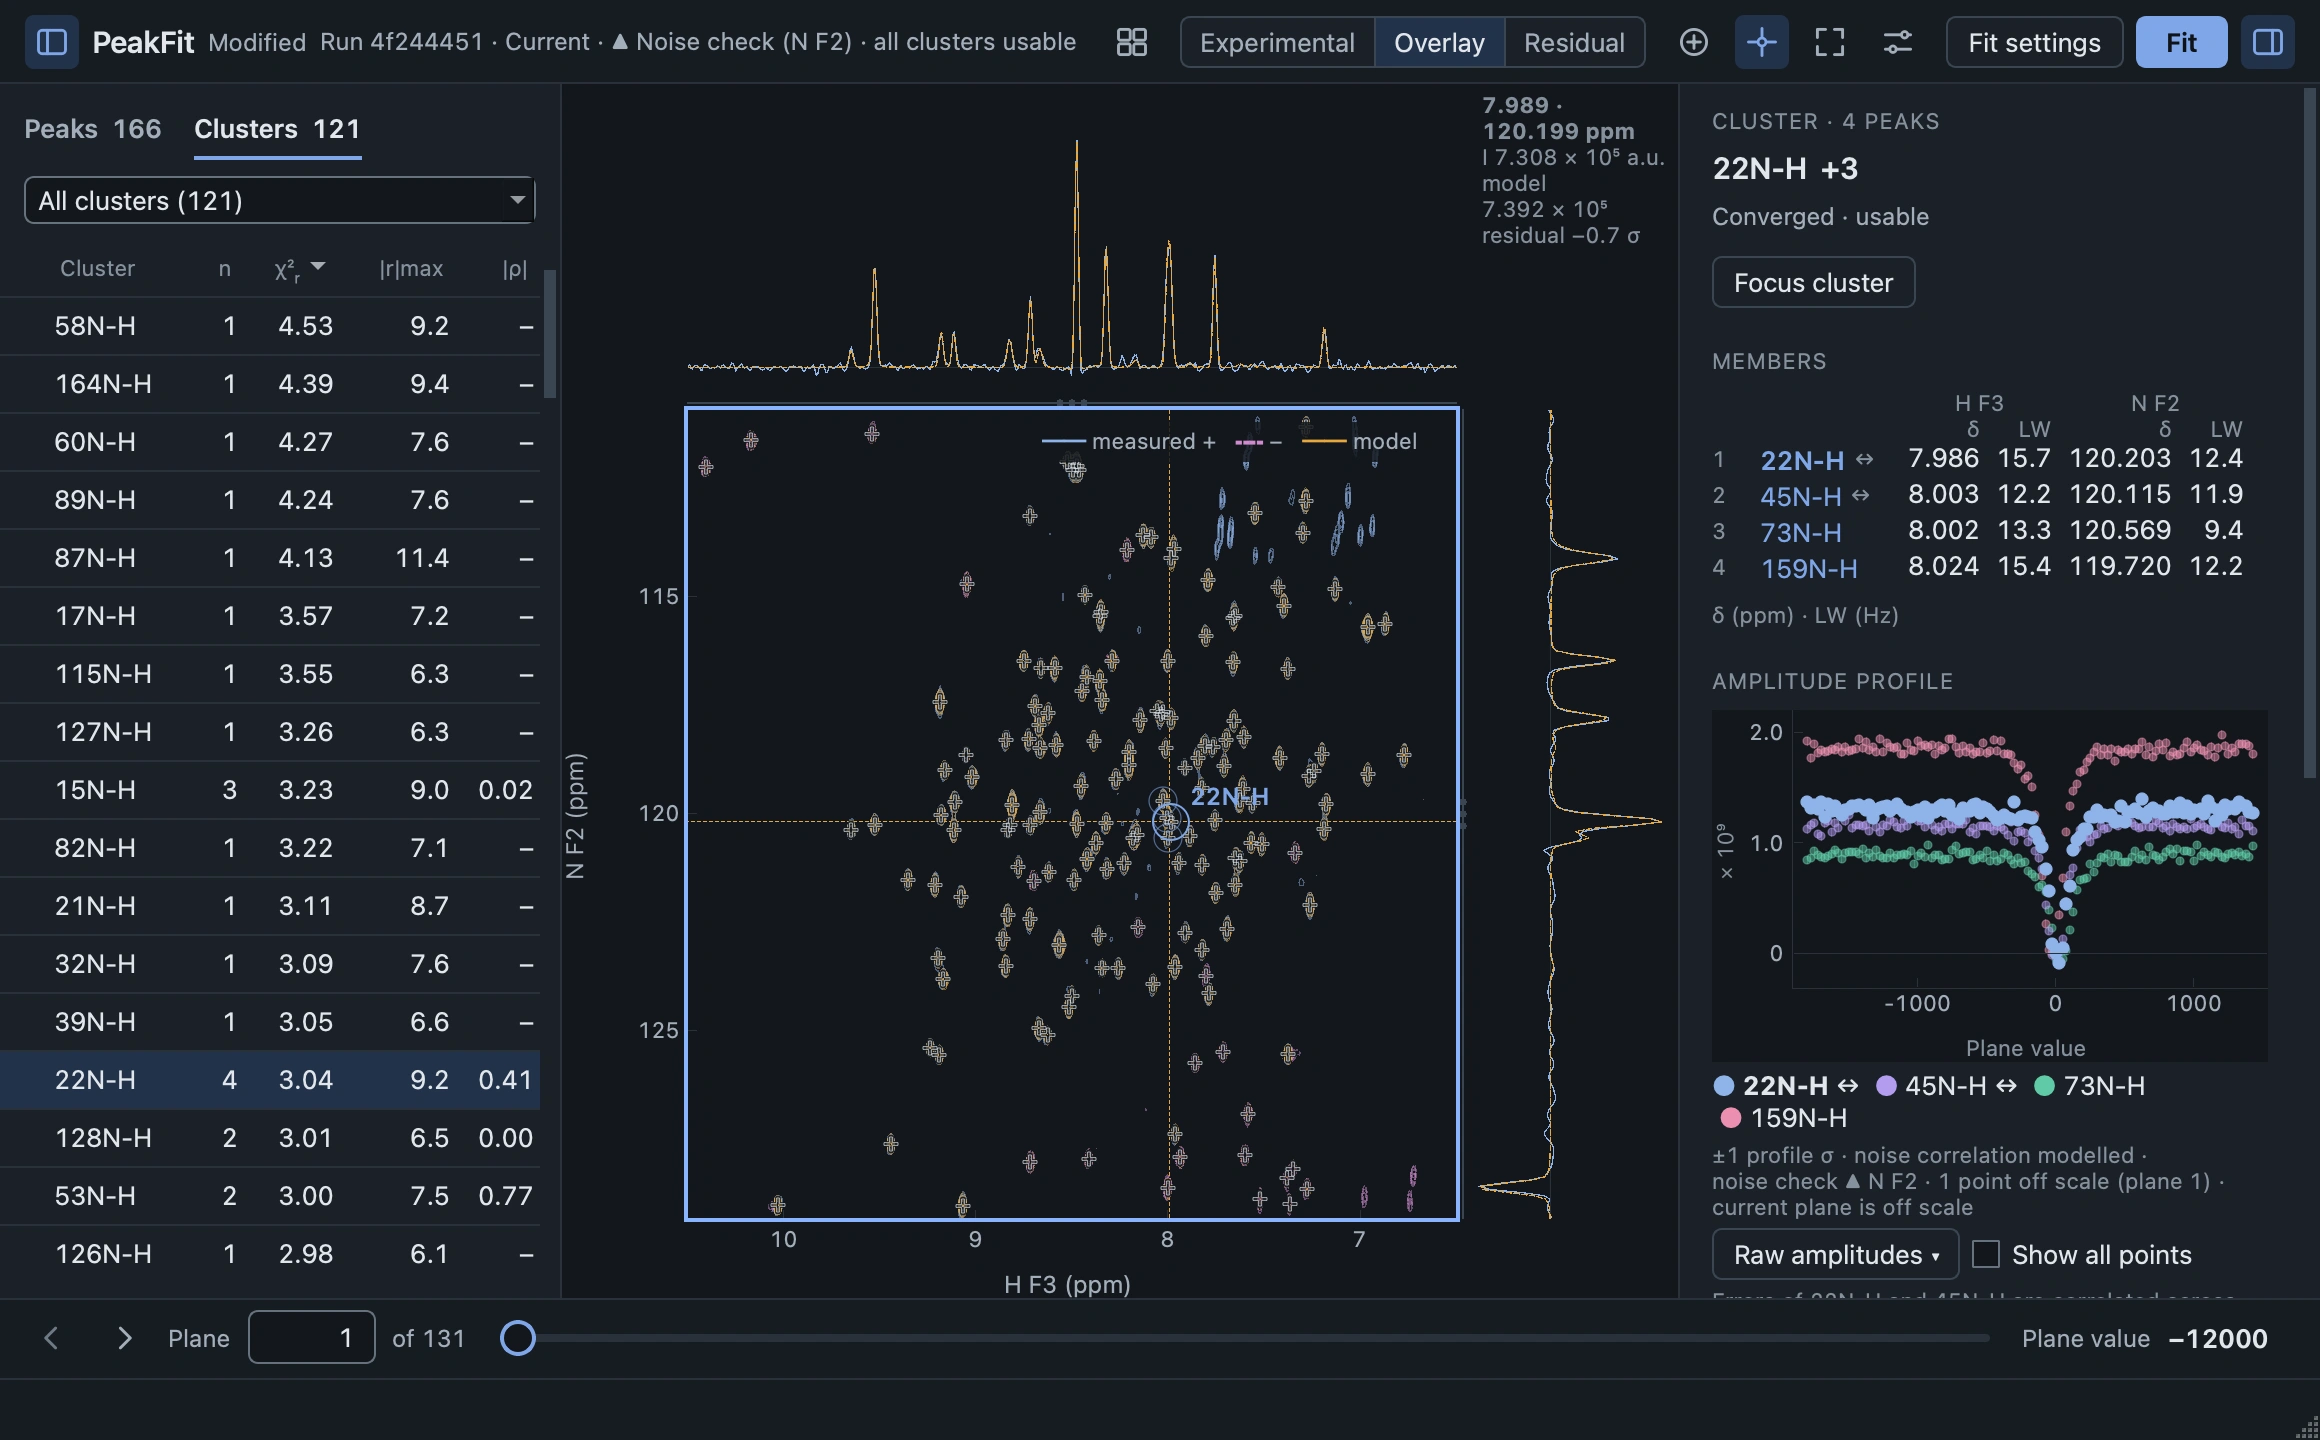 PeakFit Modified Run 4f244451 · Current · ▲ Noise check (N F2) · all clusters usable Experimental Overlay Residual Fit settings Fit
Peaks 166 Clusters 121
All clusters (121)
Cluster n χ²r |r|max |ρ|
58N-H 1 4.53 9.2 –
164N-H 1 4.39 9.4 –
60N-H 1 4.27 7.6 –
89N-H 1 4.24 7.6 –
87N-H 1 4.13 11.4 –
17N-H 1 3.57 7.2 –
115N-H 1 3.55 6.3 –
127N-H 1 3.26 6.3 –
15N-H 3 3.23 9.0 0.02
82N-H 1 3.22 7.1 –
21N-H 1 3.11 8.7 –
32N-H 1 3.09 7.6 –
39N-H 1 3.05 6.6 –
22N-H 4 3.04 9.2 0.41
128N-H 2 3.01 6.5 0.00
53N-H 2 3.00 7.5 0.77
126N-H 1 2.98 6.1 –
7.989 ·
120.199 ppm
I 7.308 × 10⁵ a.u.
model
7.392 × 10⁵
residual −0.7 σ
measured + – model
115
120
125
N F2 (ppm)
22N-H
10 9 8 7
H F3 (ppm)
CLUSTER · 4 PEAKS
22N-H +3
Converged · usable
Focus cluster
MEMBERS
H F3 N F2
δ LW δ LW
1 22N-H ↔ 7.986 15.7 120.203 12.4
2 45N-H ↔ 8.003 12.2 120.115 11.9
3 73N-H 8.002 13.3 120.569 9.4
4 159N-H 8.024 15.4 119.720 12.2
δ (ppm) · LW (Hz)
AMPLITUDE PROFILE
2.0
1.0
0
× 10⁹
-1000 0 1000
Plane value
22N-H ↔ 45N-H ↔ 73N-H
159N-H
±1 profile σ · noise correlation modelled ·
noise check ▲ N F2 · 1 point off scale (plane 1) ·
current plane is off scale
Raw amplitudes ▾ Show all points
Plane 1 of 131 Plane value −12000